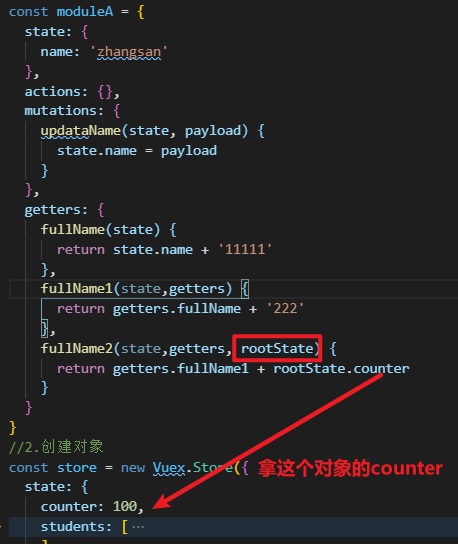 const moduleA = {
  state: {
    name: 'zhangsan'
  },
  actions: {},
  mutations: {
    updataName(state, payload) {
      state.name = payload
    }
  },
  getters: {
    fullName(state) {
      return state.name + '11111'
    },
    fullName1(state,getters) {
      return getters.fullName + '222'
    },
    fullName2(state,getters, rootState) {
      return getters.fullName1 + rootState.counter
    }
  }
}
//2.创建对象
const store = new Vuex.Store({ 拿这个对象的counter
  state: {
    counter: 100,
    students: [ ···